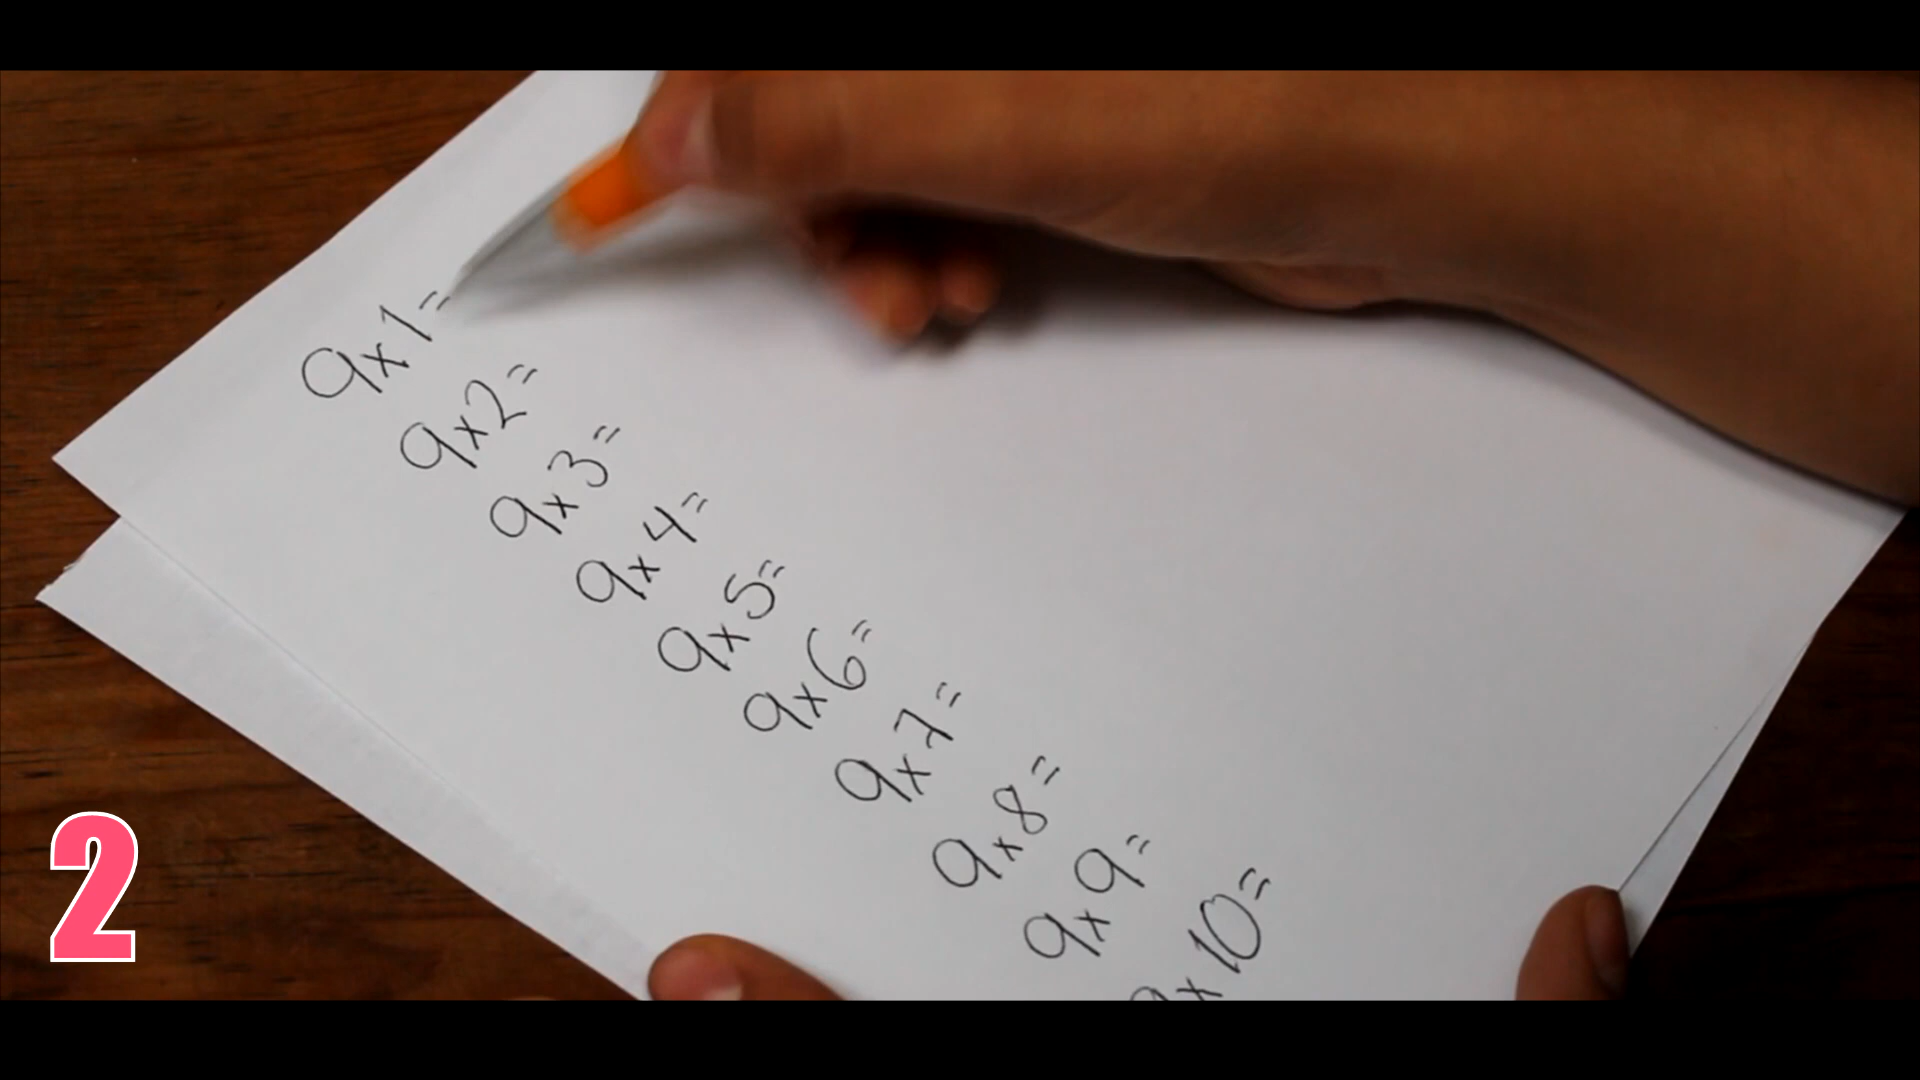 9x1=
9x2=
9x3=
9x4=
9x5=
9x6=
9x7=
9x8=
9x9=
9x10=
2